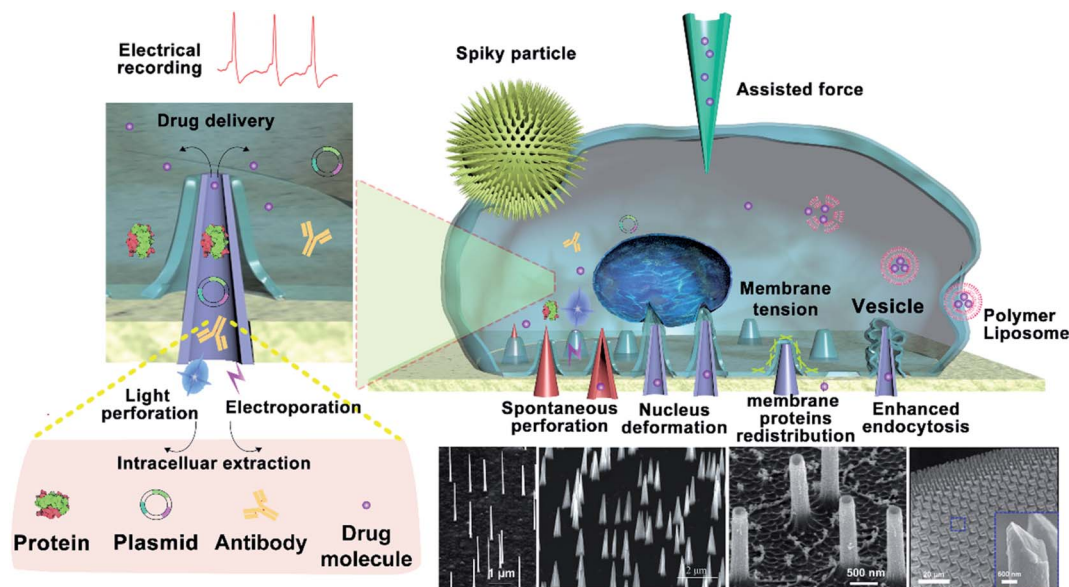 Electrical
recording
Drug delivery
Light
perforation
Electroporation
Intracelluar extraction
Protein
Plasmid
Antibody
Drug
molecule
Spiky particle
Assisted force
Membrane
tension
Vesicle
Polymer
Liposome
Spontaneous
perforation
Nucleus
deformation
membrane
proteins
redistribution
Enhanced
endocytosis
1 μm
2 μm
500 nm
20 μm
500 nm